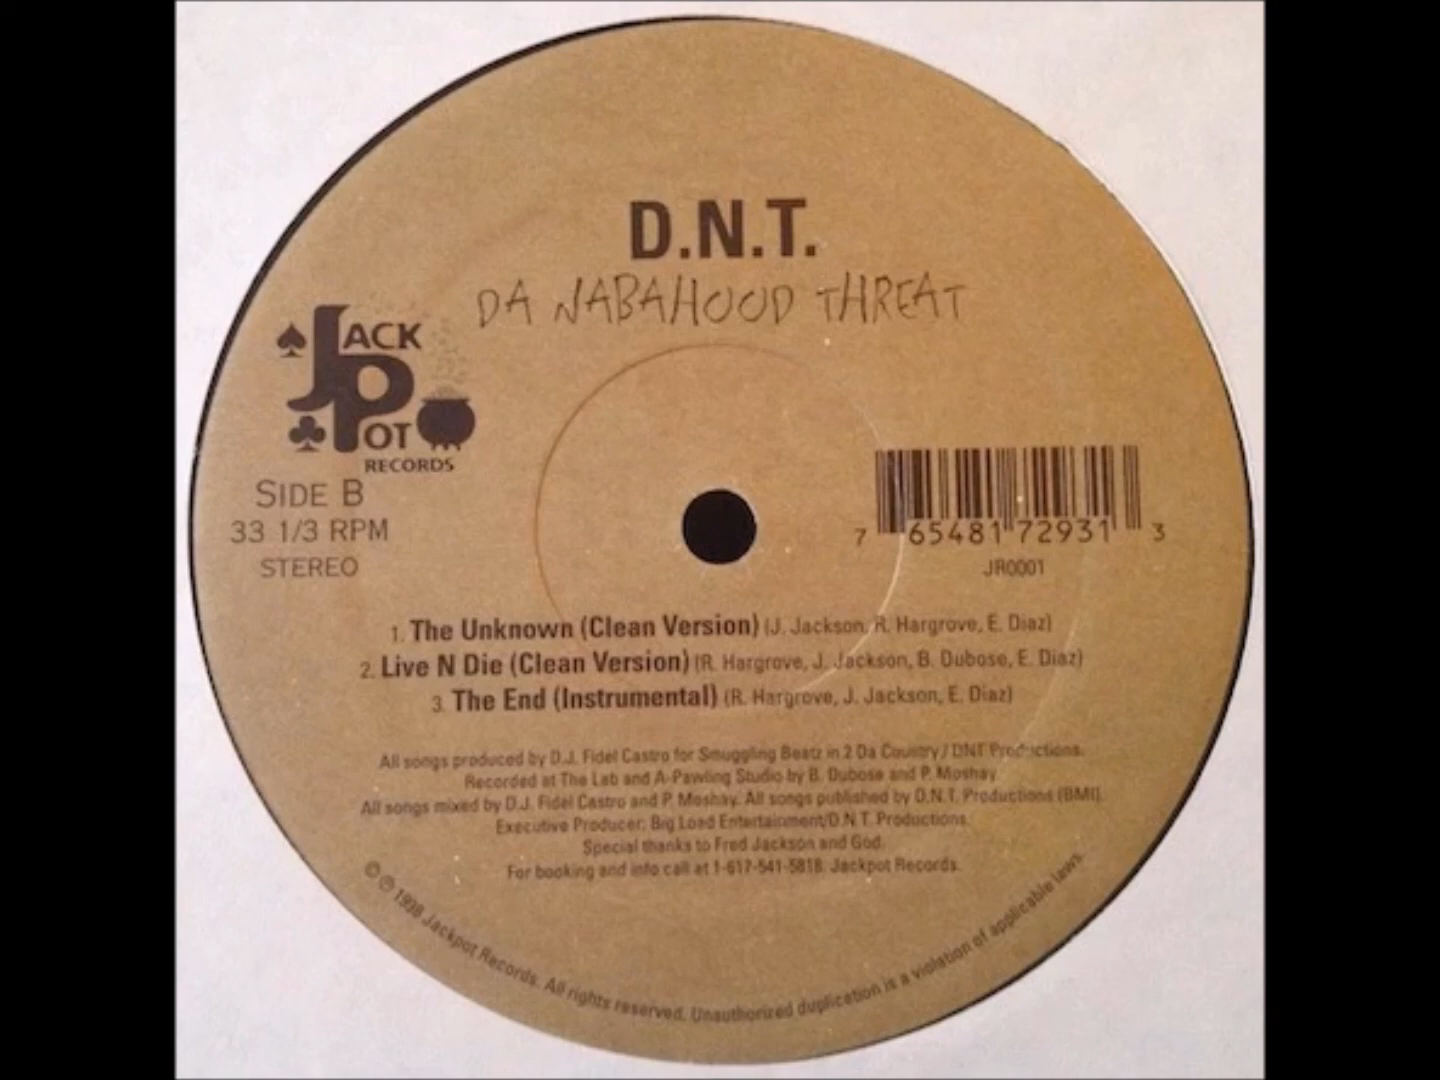 D.N.T.
DA NABAHOOD THREAT
JACK
POT
RECORDS
SIDE B
33 1/3 RPM
STEREO
7 65481 72931 3
JR0001
1. The Unknown (Clean Version) (J. Jackson, R. Hargrove, E. Diaz)
2. Live N Die (Clean Version) (R. Hargrove, J. Jackson, B. Dubose, E. Diaz)
3. The End (Instrumental) (R. Hargrove, J. Jackson, E. Diaz)
All songs produced by D.J. Fidel Castro for Smuggling Beatz in 2 Da Country / DNT Productions.
Recorded at The Lab and A-Pawling Studio by B. Dubose and P. Moshay.
All songs mixed by D.J. Fidel Castro and P. Moshay. All songs published by D.N.T. Productions (BMI).
Executive Producer: Big Load Entertainment/D.N.T. Productions.
Special thanks to Fred Jackson and God.
For booking and info call at 1-617-541-5818. Jackpot Records.
© ℗ 1998 Jackpot Records. All rights reserved. Unauthorized duplication is a violation of applicable laws.